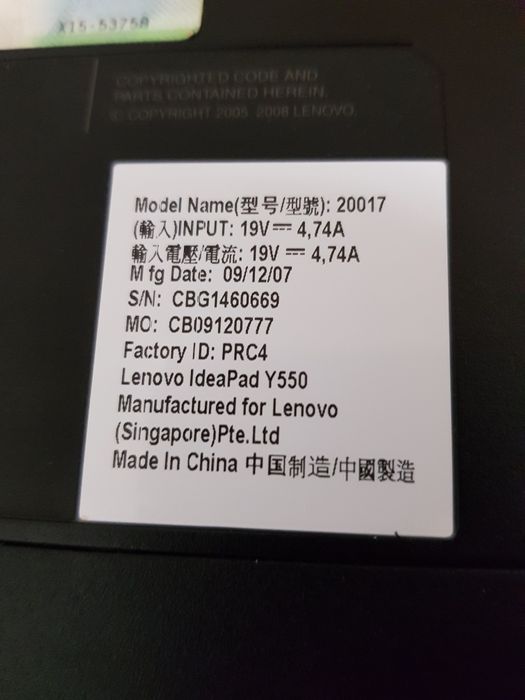 X15-53758
COPYRIGHTED CODE AND
PARTS CONTAINED HEREIN.
© COPYRIGHT 2005, 2008 LENOVO.
Model Name(型号/型號): 20017
(輸入)INPUT: 19V⎓ 4,74A
輸入電壓/電流: 19V ⎓ 4,74A
Mfg Date: 09/12/07
S/N: CBG1460669
MO: CB09120777
Factory ID: PRC4
Lenovo IdeaPad Y550
Manufactured for Lenovo
(Singapore)Pte.Ltd
Made In China 中国制造/中國製造